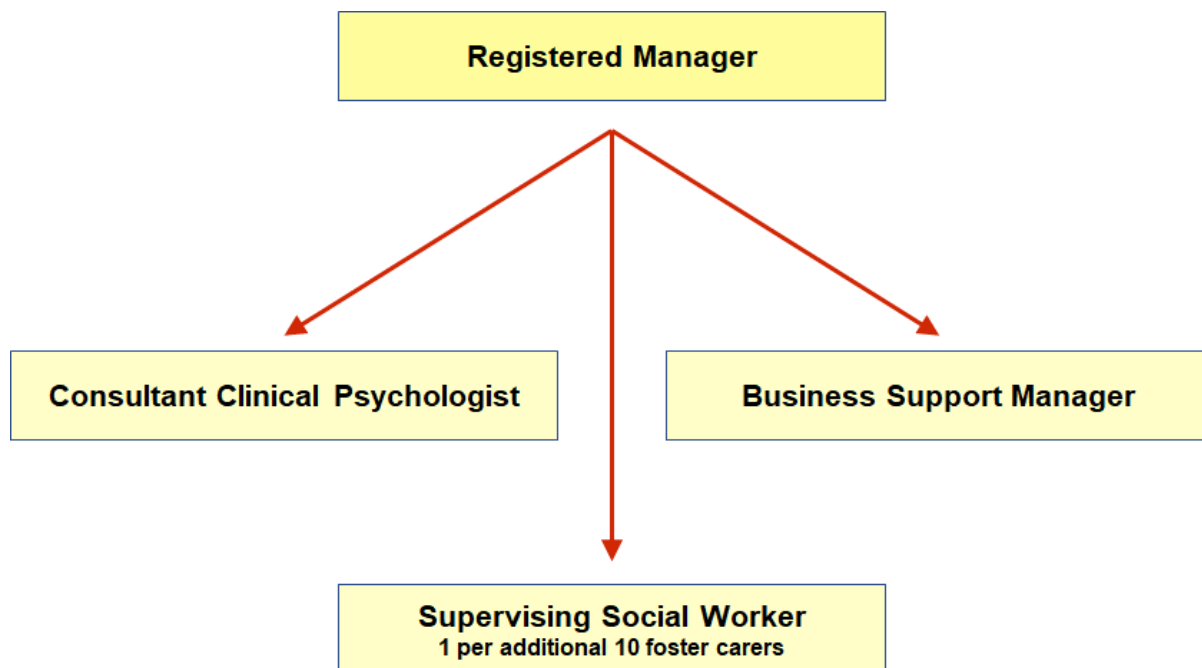 Registered Manager
Consultant Clinical Psychologist
Business Support Manager
Supervising Social Worker
1 per additional 10 foster carers